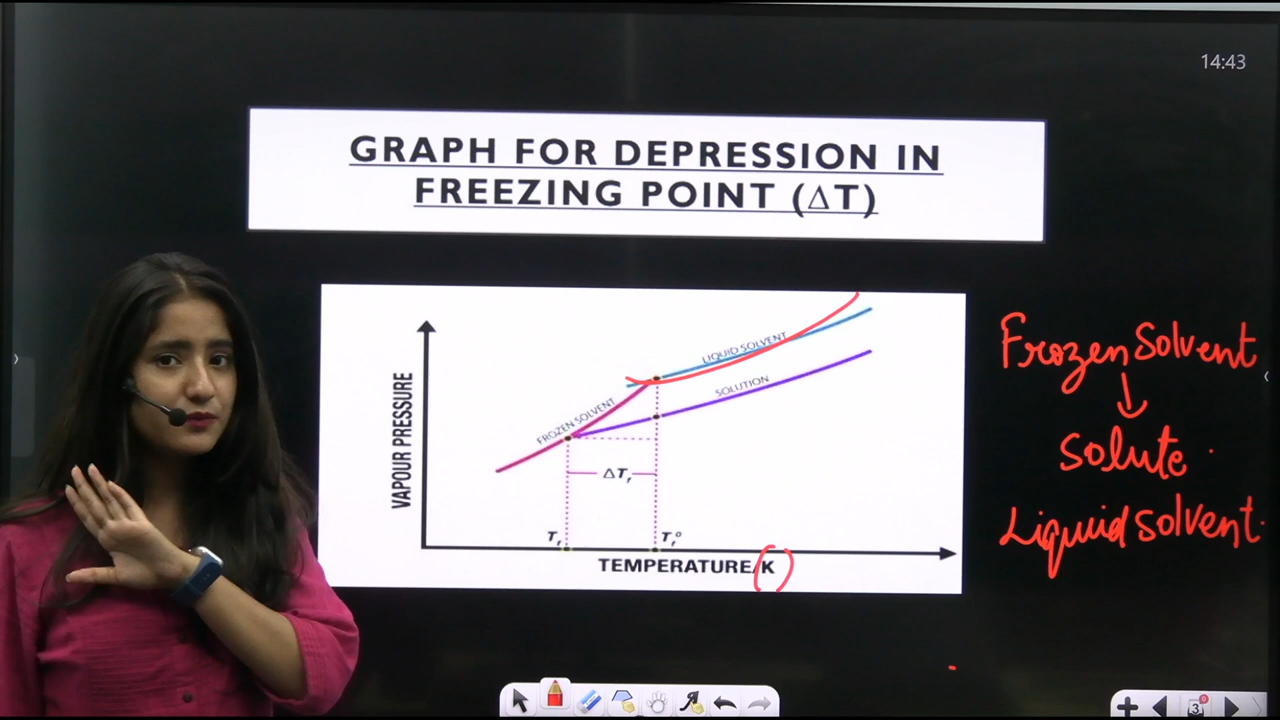 14:43
GRAPH FOR DEPRESSION IN
FREEZING POINT (ΔT)
VAPOUR PRESSURE
FROZEN SOLVENT
LIQUID SOLVENT
SOLUTION
ΔTf
Tf
Tf°
TEMPERATURE/K
Frozen Solvent
↓
Solute
Liquid Solvent.
3